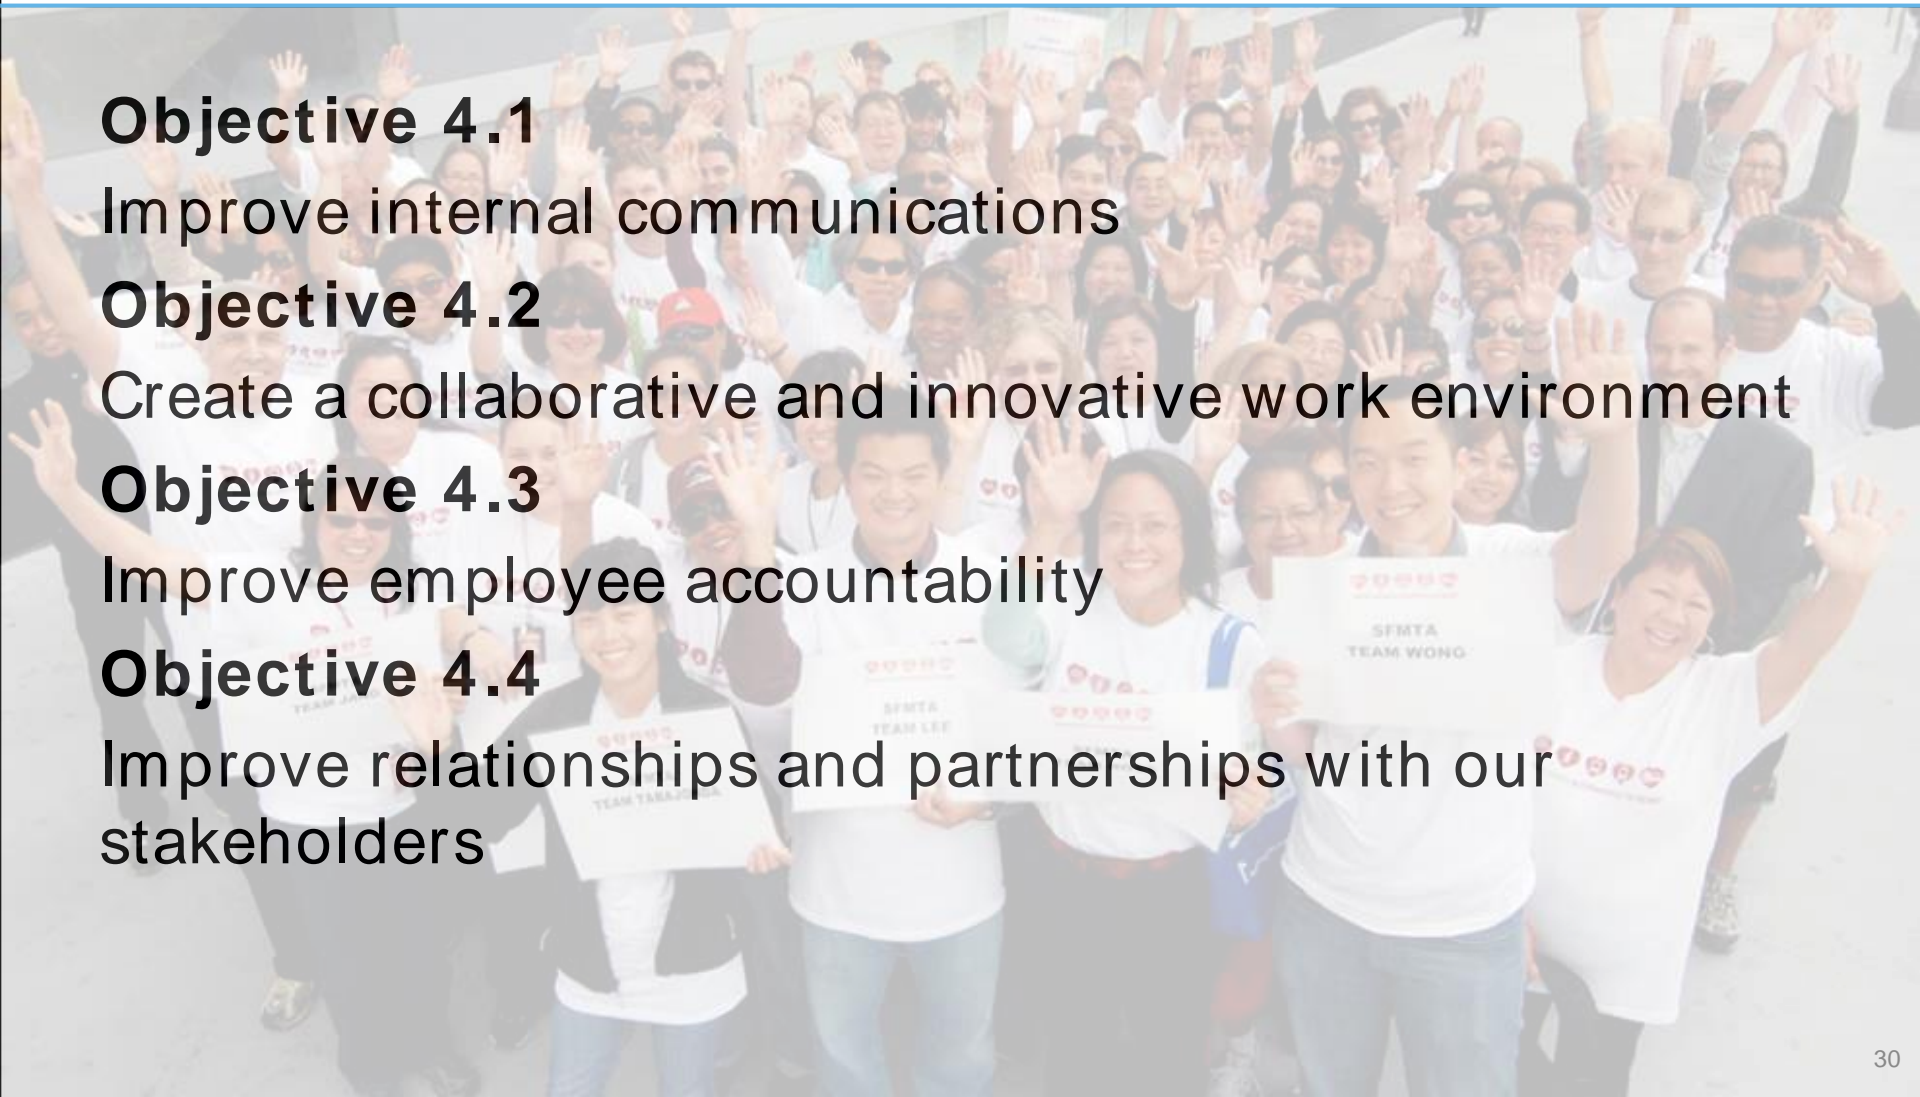 Objective 4.1
Improve internal communications
Objective 4.2
Create a collaborative and innovative work environment
Objective 4.3
Improve employee accountability
Objective 4.4
Improve relationships and partnerships with our
stakeholders
SFMTA
TEAM WONG
SFMTA
TEAM LEE
TEAM
30